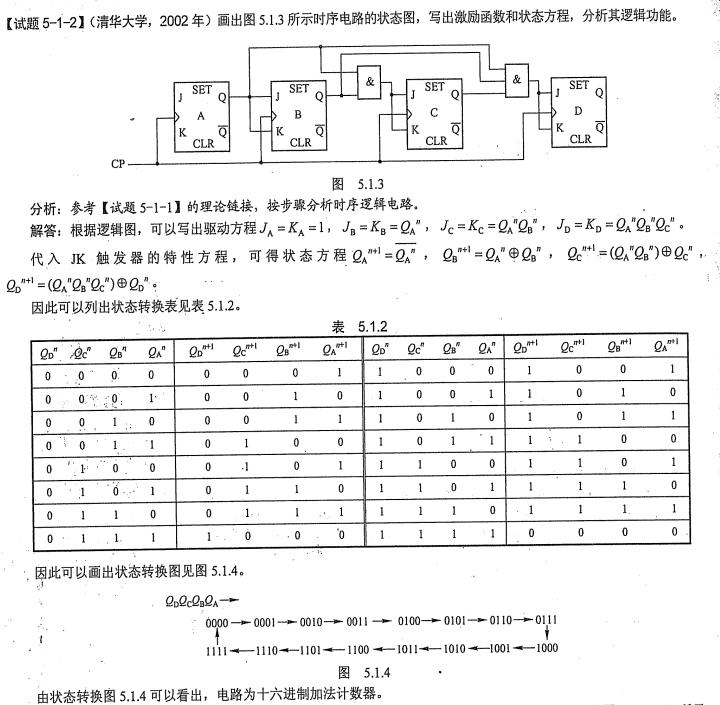 【试题 5-1-2】(清华大学,2002 年)画出图 5.1.3 所示时序电路的状态图,写出激励函数和状态方程,分析其逻辑功能。
& &
SET SET SET SET
J Q J Q J Q J Q
A B C D
K Q̅ K Q̅ K Q̅ K Q̅
CLR CLR CLR CLR
CP
图 5.1.3
分析:参考【试题 5-1-1】的理论链接,按步骤分析时序逻辑电路。
解答:根据逻辑图,可以写出驱动方程 J_A = K_A = 1, J_B = K_B = Q_A^n, J_C = K_C = Q_A^n Q_B^n, J_D = K_D = Q_A^n Q_B^n Q_C^n。
代入 JK 触发器的特性方程,可得状态方程 Q_A^{n+1} = \overline{Q_A^n}, Q_B^{n+1} = Q_A^n ⊕ Q_B^n, Q_C^{n+1} = (Q_A^n Q_B^n) ⊕ Q_C^n,
Q_D^{n+1} = (Q_A^n Q_B^n Q_C^n) ⊕ Q_D^n。
因此可以列出状态转换表见表 5.1.2。
表 5.1.2
Q_D^n Q_C^n Q_B^n Q_A^n Q_D^{n+1} Q_C^{n+1} Q_B^{n+1} Q_A^{n+1} Q_D^n Q_C^n Q_B^n Q_A^n Q_D^{n+1} Q_C^{n+1} Q_B^{n+1} Q_A^{n+1}
0 0 0 0 0 0 0 1 1 0 0 0 1 0 0 1
0 0 0 1 0 0 1 0 1 0 0 1 1 0 1 0
0 0 1 0 0 0 1 1 1 0 1 0 1 0 1 1
0 0 1 1 0 1 0 0 1 0 1 1 1 1 0 0
0 1 0 0 0 1 0 1 1 1 0 0 1 1 0 1
0 1 0 1 0 1 1 0 1 1 0 1 1 1 1 0
0 1 1 0 0 1 1 1 1 1 1 0 1 1 1 1
0 1 1 1 1 0 0 0 1 1 1 1 0 0 0 0
因此可以画出状态转换图见图 5.1.4。
Q_D Q_C Q_B Q_A →
0000 → 0001 → 0010 → 0011 → 0100 → 0101 → 0110 → 0111
1111 ← 1110 ← 1101 ← 1100 ← 1011 ← 1010 ← 1001 ← 1000
图 5.1.4
由状态转换图 5.1.4 可以看出,电路为十六进制加法计数器。